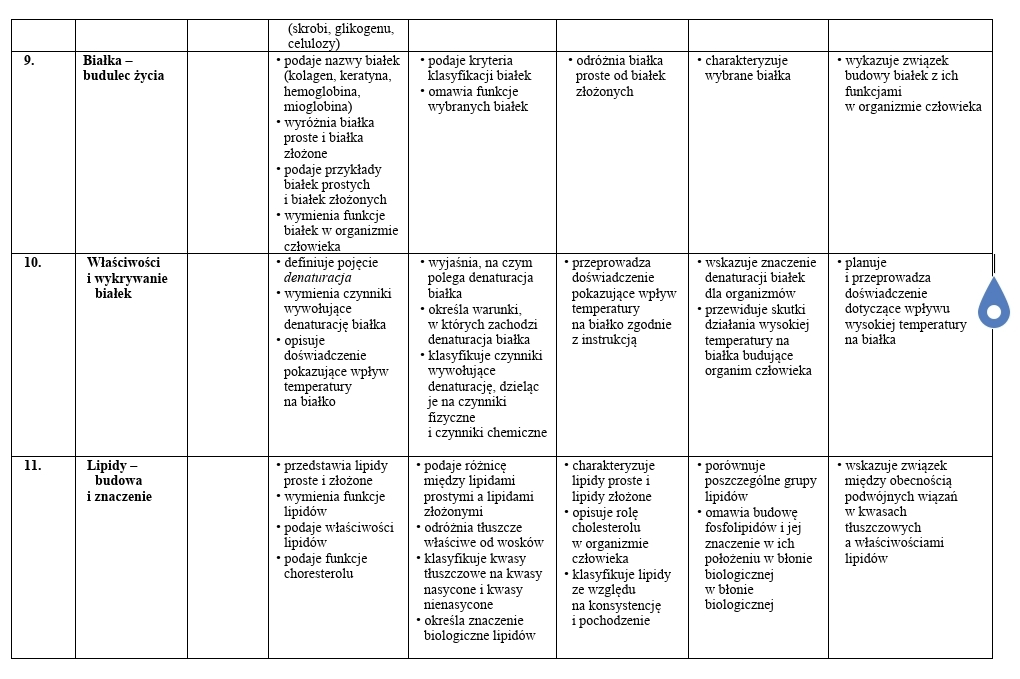 (skrobi, glikogenu,
celulozy)
9.
Białka –
budulec życia
• podaje nazwy białek
(kolagen, keratyna,
hemoglobina,
mioglobina)
• wyróżnia białka
proste i białka
złożone
• podaje przykłady
białek prostych
i białek złożonych
• wymienia funkcje
białek w organizmie
człowieka
• podaje kryteria
klasyfikacji białek
• omawia funkcje
wybranych białek
• odróżnia białka
proste od białek
złożonych
• charakteryzuje
wybrane białka
• wykazuje związek
budowy białek z ich
funkcjami
w organizmie człowieka
10.
Właściwości
i wykrywanie
białek
• definiuje pojęcie
denaturacja
• wymienia czynniki
wywołujące
denaturację białka
• opisuje
doświadczenie
pokazujące wpływ
temperatury
na białko
• wyjaśnia, na czym
polega denaturacja
białka
• określa warunki,
w których zachodzi
denaturacja białka
• klasyfikuje czynniki
wywołujące
denaturację, dzieląc
je na czynniki
fizyczne
i czynniki chemiczne
• przeprowadza
doświadczenie
pokazujące wpływ
temperatury
na białko zgodnie
z instrukcją
• wskazuje znaczenie
denaturacji białek
dla organizmów
• przewiduje skutki
działania wysokiej
temperatury na
białka budujące
organim człowieka
• planuje
i przeprowadza
doświadczenie
dotyczące wpływu
wysokiej temperatury
na białka
11.
Lipidy –
budowa
i znaczenie
• przedstawia lipidy
proste i złożone
• wymienia funkcje
lipidów
• podaje właściwości
lipidów
• podaje funkcje
choresterolu
• podaje różnicę
między lipidami
prostymi a lipidami
złożonymi
• odróżnia tłuszcze
właściwe od wosków
• klasyfikuje kwasy
tłuszczowe na kwasy
nasycone i kwasy
nienasycone
• określa znaczenie
biologiczne lipidów
• charakteryzuje
lipidy proste i
lipidy złożone
• opisuje rolę
cholesterolu
w organizmie
człowieka
• klasyfikuje lipidy
ze względu
na konsystencję
i pochodzenie
• porównuje
poszczególne grupy
lipidów
• omawia budowę
fosfolipidów i jej
znaczenie w ich
położeniu w błonie
biologicznej
w błonie
biologicznej
• wskazuje związek
między obecnością
podwójnych wiązań
w kwasach
tłuszczowych
a właściwościami
lipidów